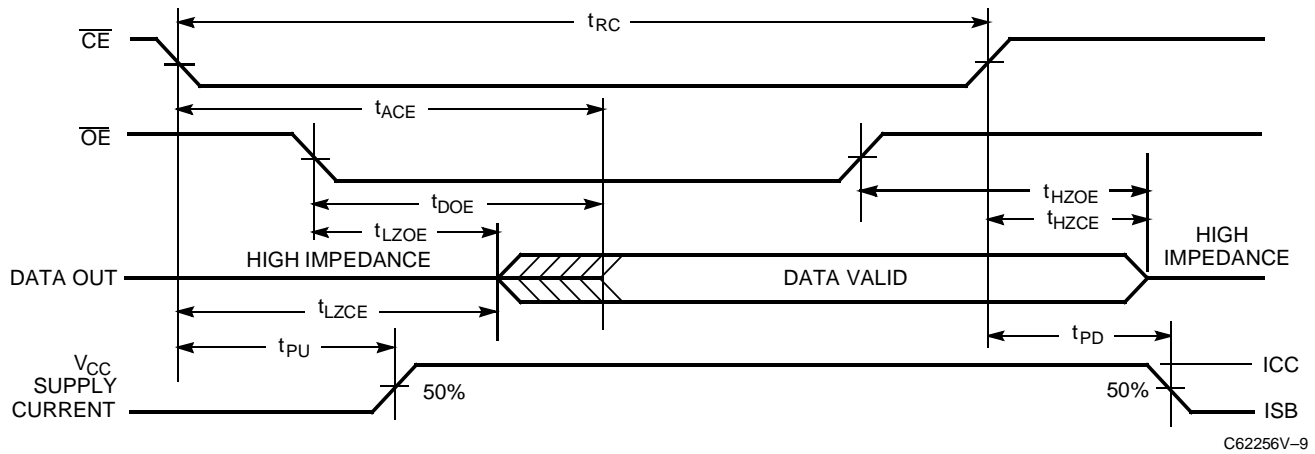 tRC
CE
tACE
OE
tDOE
tHZOE
tLZOE
tHZCE
HIGH IMPEDANCE
HIGH
IMPEDANCE
DATA OUT
DATA VALID
tLZCE
tPU
tPD
VCC
SUPPLY
CURRENT
50%
50%
ICC
ISB
C62256V–9